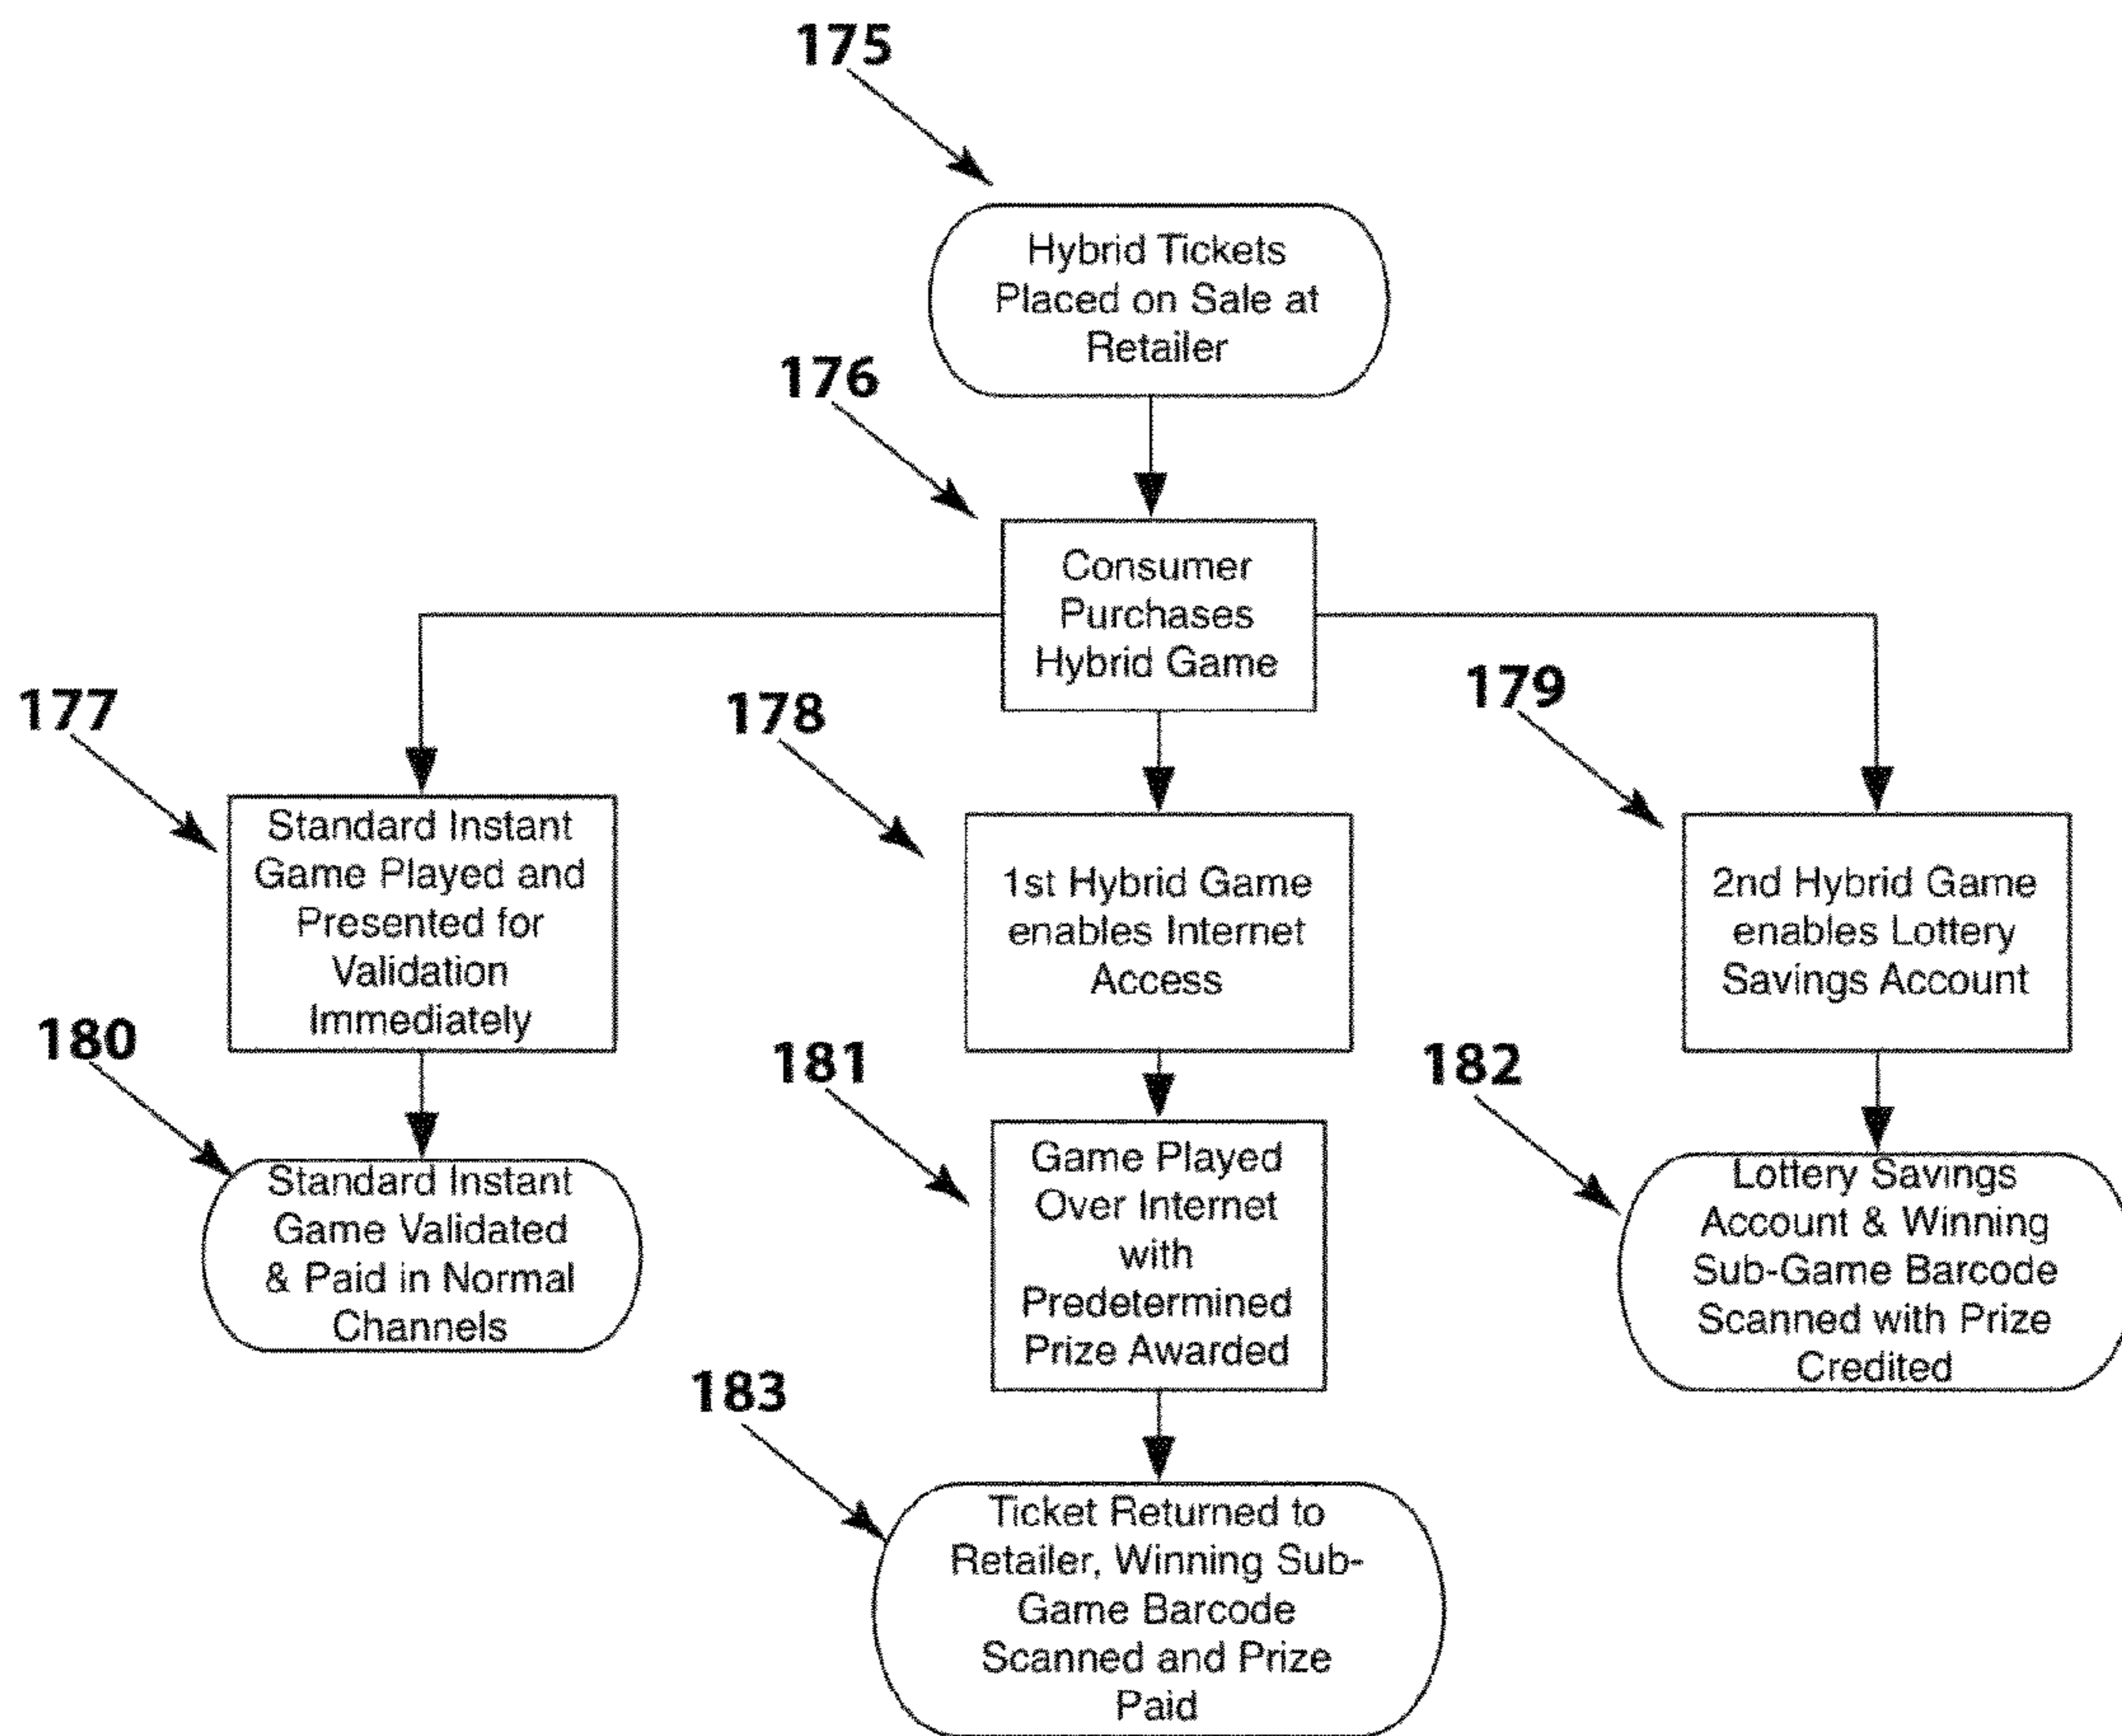 175
Hybrid Tickets
Placed on Sale at
Retailer
176
Consumer
Purchases
Hybrid Game
177
Standard Instant
Game Played and
Presented for
Validation
Immediately
178
1st Hybrid Game
enables Internet
Access
179
2nd Hybrid Game
enables Lottery
Savings Account
180
Standard Instant
Game Validated
& Paid in Normal
Channels
181
Game Played
Over Internet
with
Predetermined
Prize Awarded
182
Lottery Savings
Account & Winning
Sub-Game Barcode
Scanned with Prize
Credited
183
Ticket Returned to
Retailer, Winning Sub-
Game Barcode
Scanned and Prize
Paid